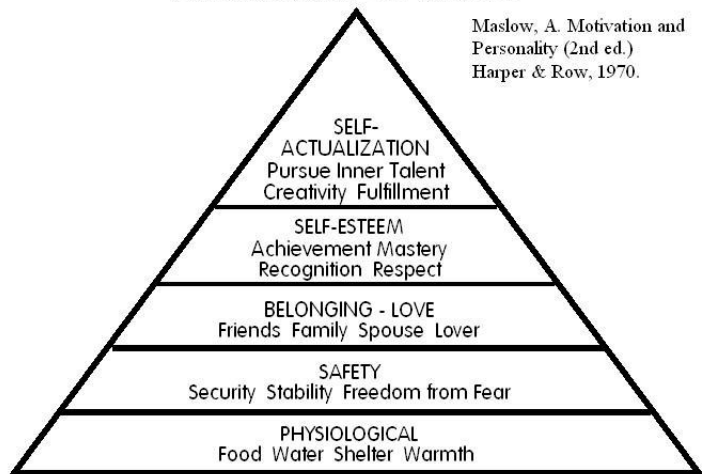 Maslow, A. Motivation and
Personality (2nd ed.)
Harper & Row, 1970.
SELF-
ACTUALIZATION
Pursue Inner Talent
Creativity Fulfillment
SELF-ESTEEM
Achievement Mastery
Recognition Respect
BELONGING - LOVE
Friends Family Spouse Lover
SAFETY
Security Stability Freedom from Fear
PHYSIOLOGICAL
Food Water Shelter Warmth